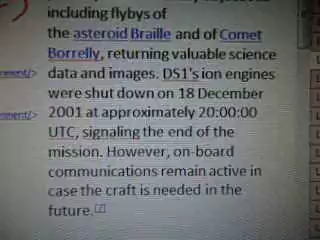 including flybys of
the asteroid Braille and of Comet
Borrelly, returning valuable science
data and images. DS1's ion engines
were shut down on 18 December
2001 at approximately 20:00:00
UTC, signaling the end of the
mission. However, on-board
communications remain active in
case the craft is needed in the
future.